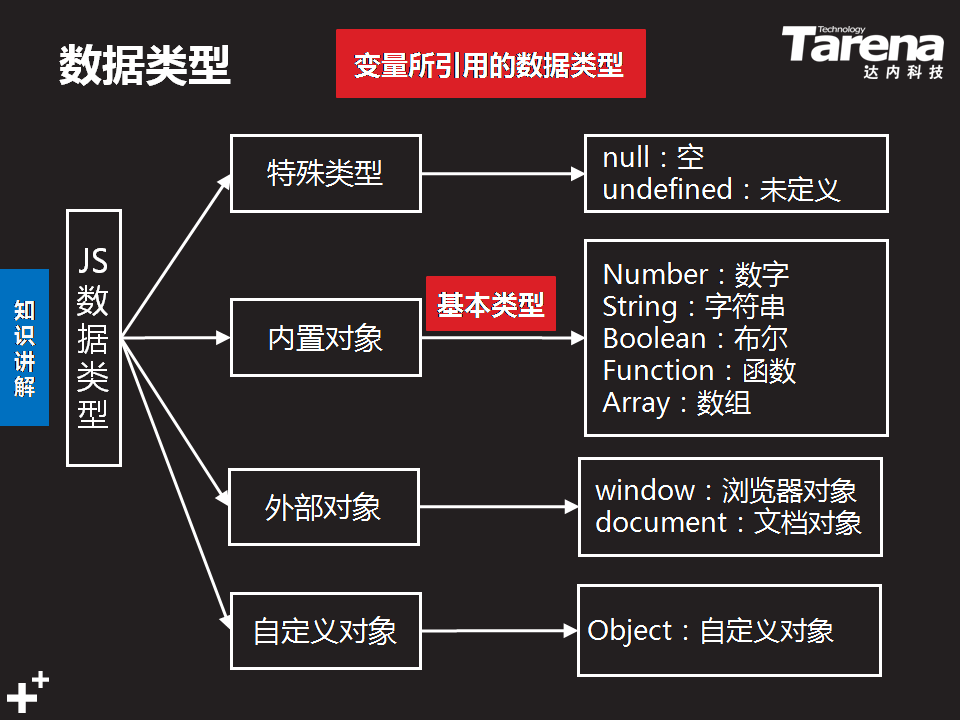 数据类型
变量所引用的数据类型
Technology
Tarena
达内科技
知识讲解
JS数据类型
特殊类型
null：空
undefined：未定义
内置对象
基本类型
Number：数字
String：字符串
Boolean：布尔
Function：函数
Array：数组
外部对象
window：浏览器对象
document：文档对象
自定义对象
Object：自定义对象